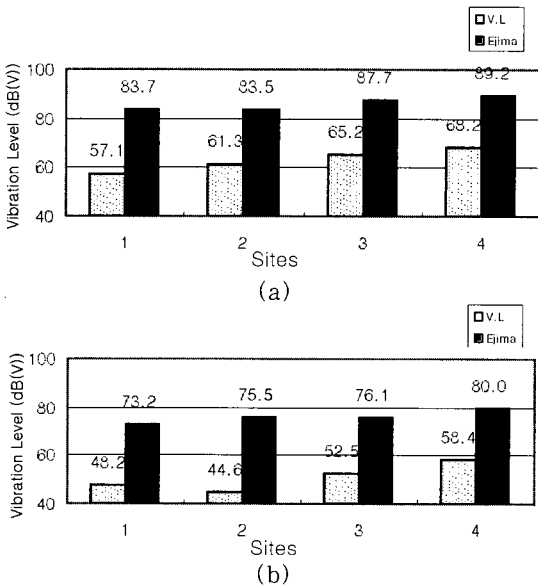 V.L
Ejima
Vibration Level (dB(V))
100
80
60
40
83.7
83.5
87.7
89.2
57.1
61.3
65.2
68.2
1 2 3 4
Sites
(a)
V.L
Ejima
Vibration Level (dB(V))
100
80
60
40
73.2
75.5
76.1
80.0
48.2
44.6
52.5
58.4
1 2 3 4
Sites
(b)